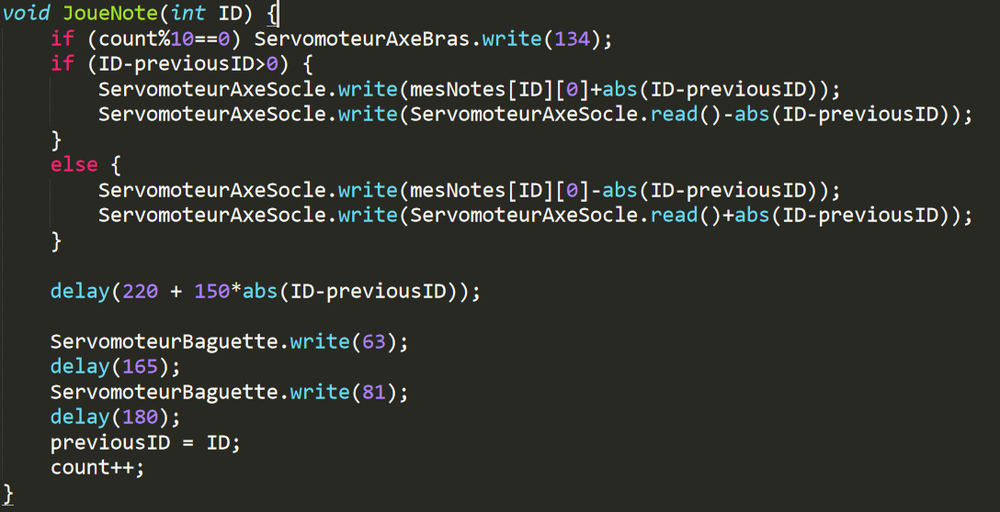 void JoueNote(int ID) {
    if (count%10==0) ServomoteurAxeBras.write(134);
    if (ID-previousID>0) {
        ServomoteurAxeSocle.write(mesNotes[ID][0]+abs(ID-previousID));
        ServomoteurAxeSocle.write(ServomoteurAxeSocle.read()-abs(ID-previousID));
    }
    else {
        ServomoteurAxeSocle.write(mesNotes[ID][0]-abs(ID-previousID));
        ServomoteurAxeSocle.write(ServomoteurAxeSocle.read()+abs(ID-previousID));
    }

    delay(220 + 150*abs(ID-previousID));

    ServomoteurBaguette.write(63);
    delay(165);
    ServomoteurBaguette.write(81);
    delay(180);
    previousID = ID;
    count++;
}